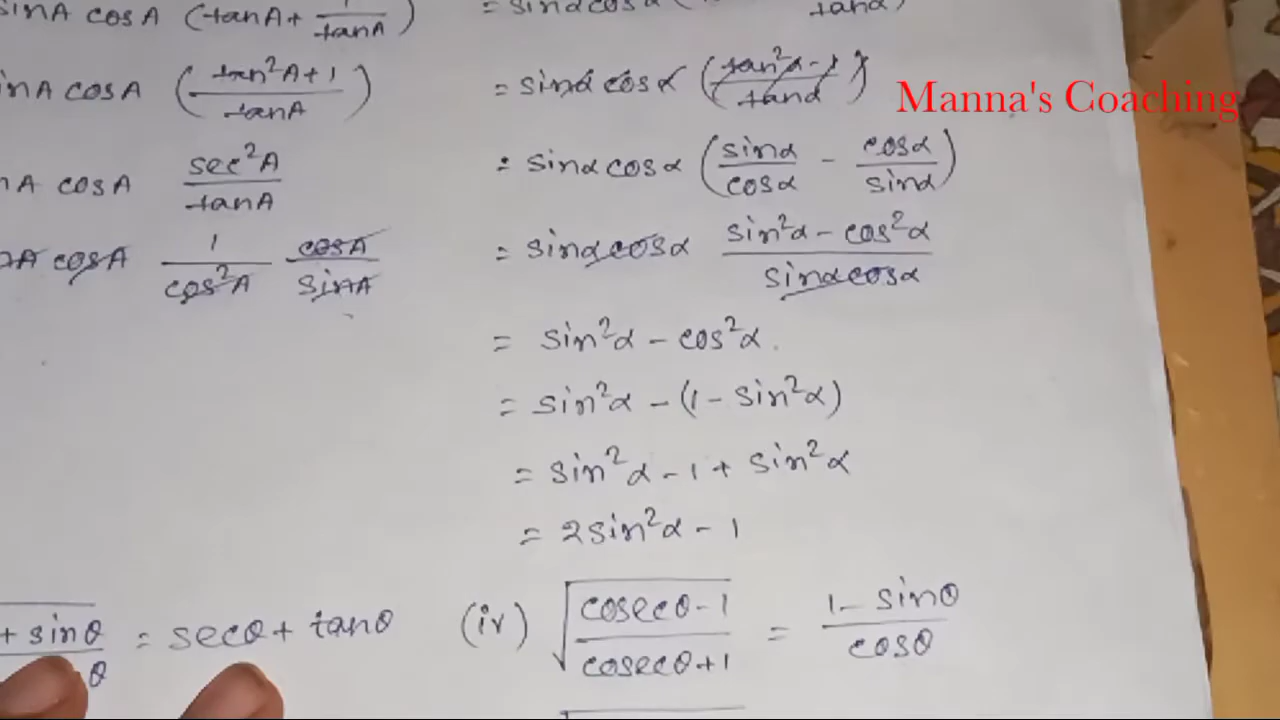 sinA cosA (tanA + 1/tanA)
sinA cosA ((tan²A + 1)/tanA)
A cosA sec²A/tanA
A cosA 1/cos²A cosA/sinA
= sinα cosα ( tanα)
= sinα cosα ((tan²α - 1)/tanα)
= sinα cosα (sinα/cosα - cosα/sinα)
= sinα cosα (sin²α - cos²α)/(sinα cosα)
= sin²α - cos²α.
= sin²α - (1 - sin²α)
= sin²α - 1 + sin²α
= 2sin²α - 1
+ sinθ/θ = secθ + tanθ
(iv) √((cosecθ - 1)/(cosecθ + 1)) = (1 - sinθ)/cosθ
Manna's Coaching